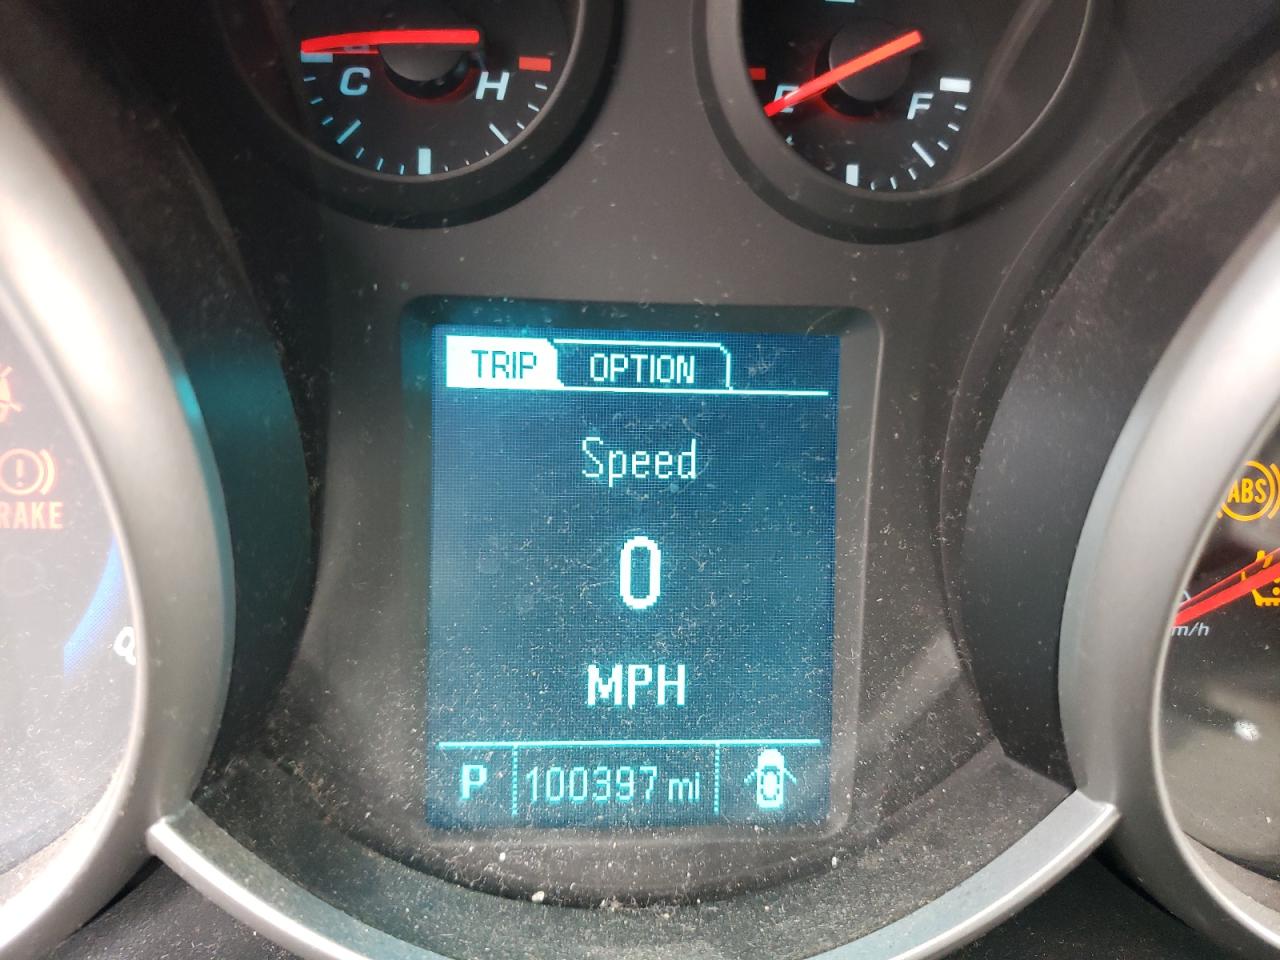 C H
E F
TRIP OPTION
Speed
0
MPH
P 100397 mi
RAKE
ABS
m/h